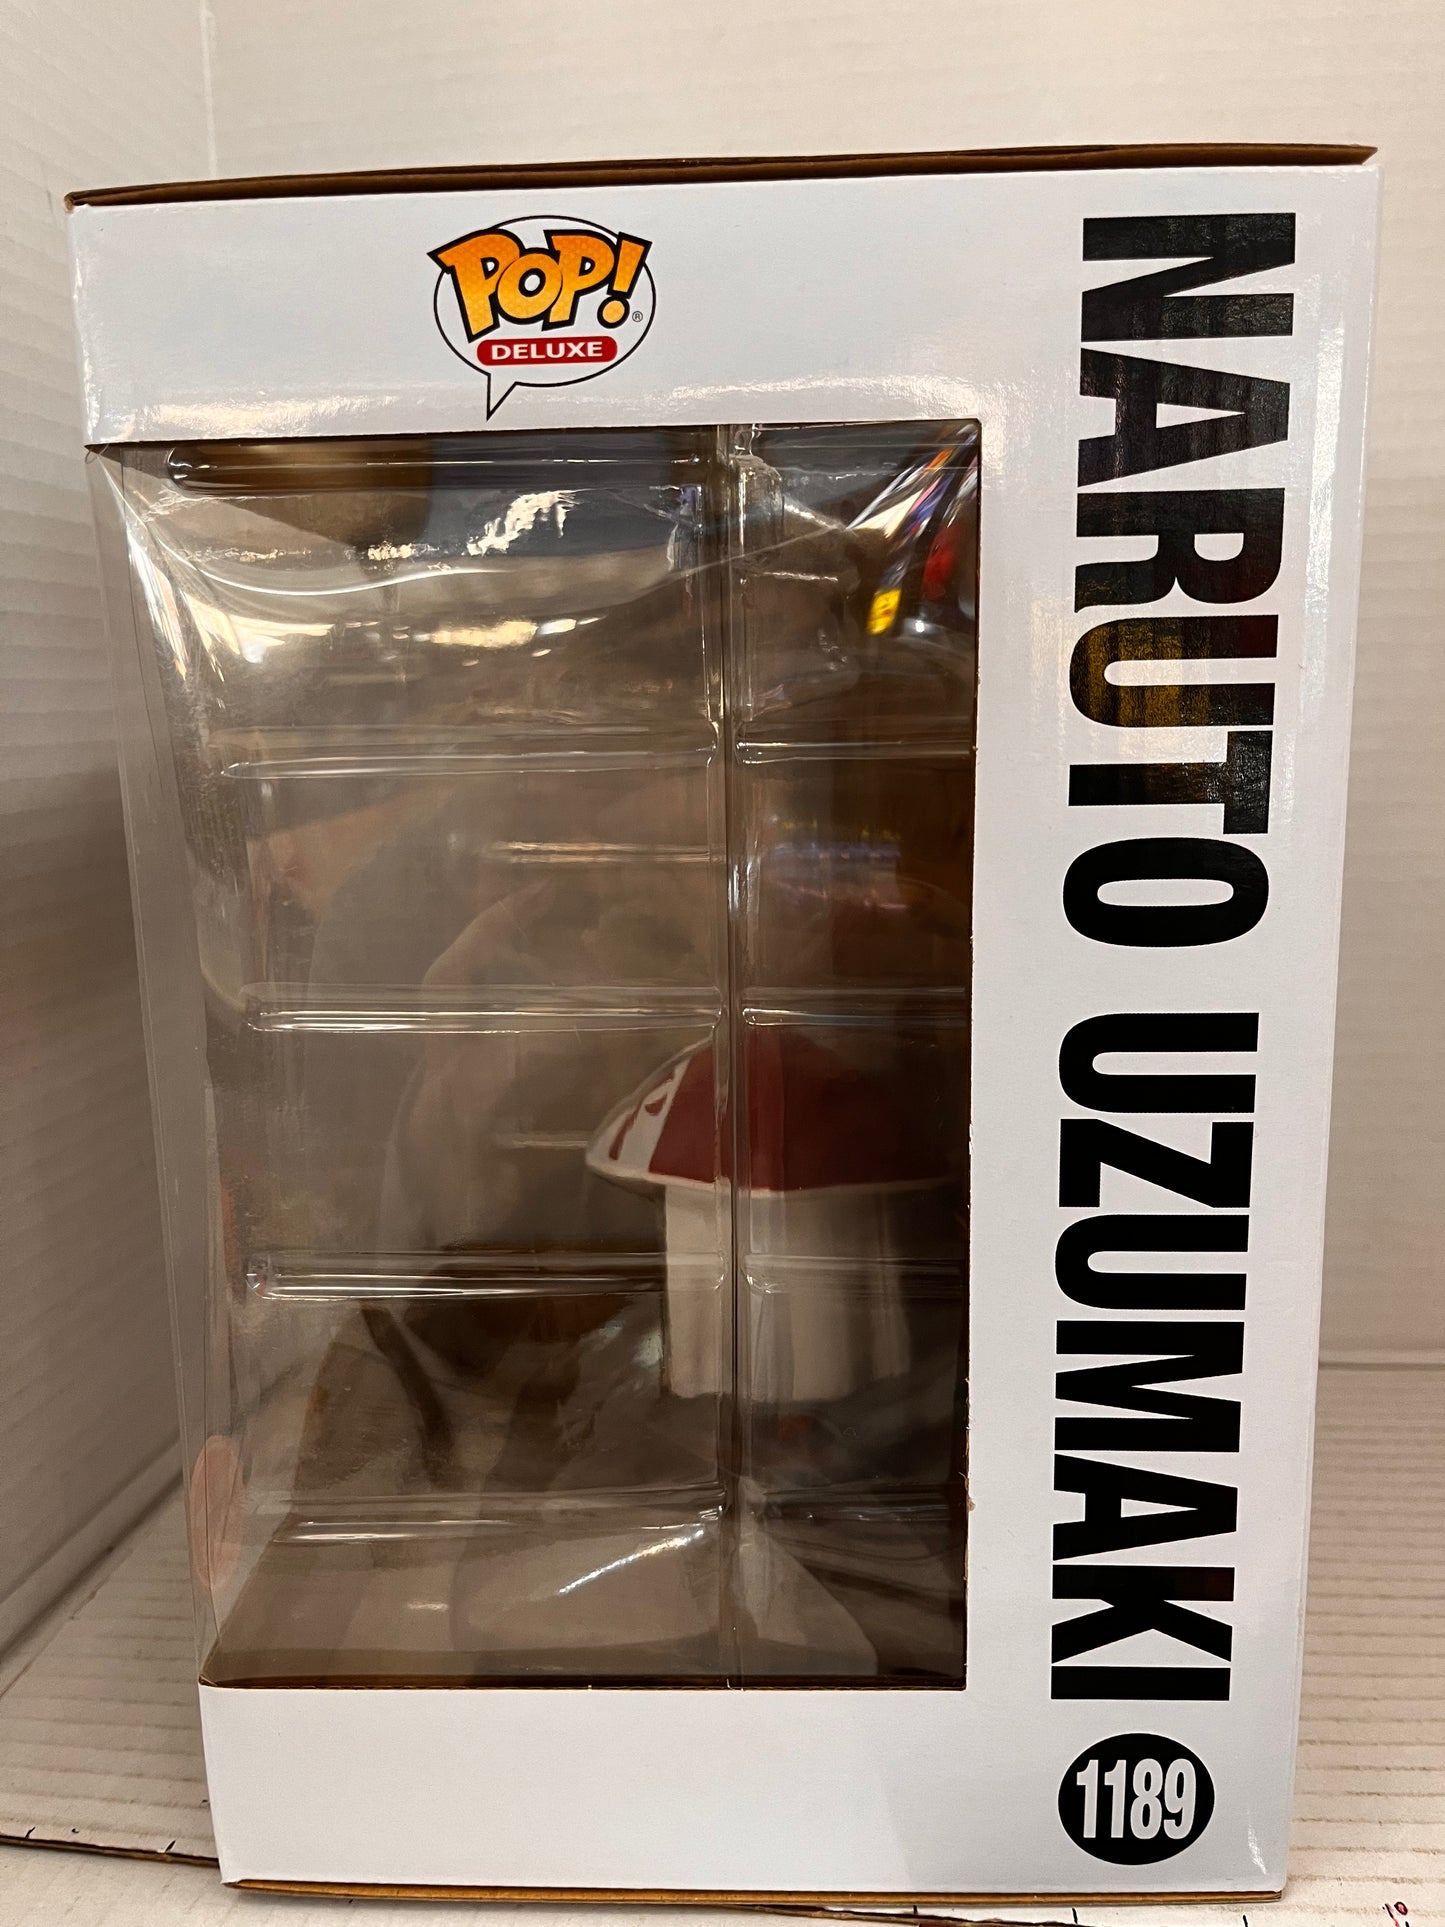 POP!®
DELUXE
NARUTO UZUMAKI
1189